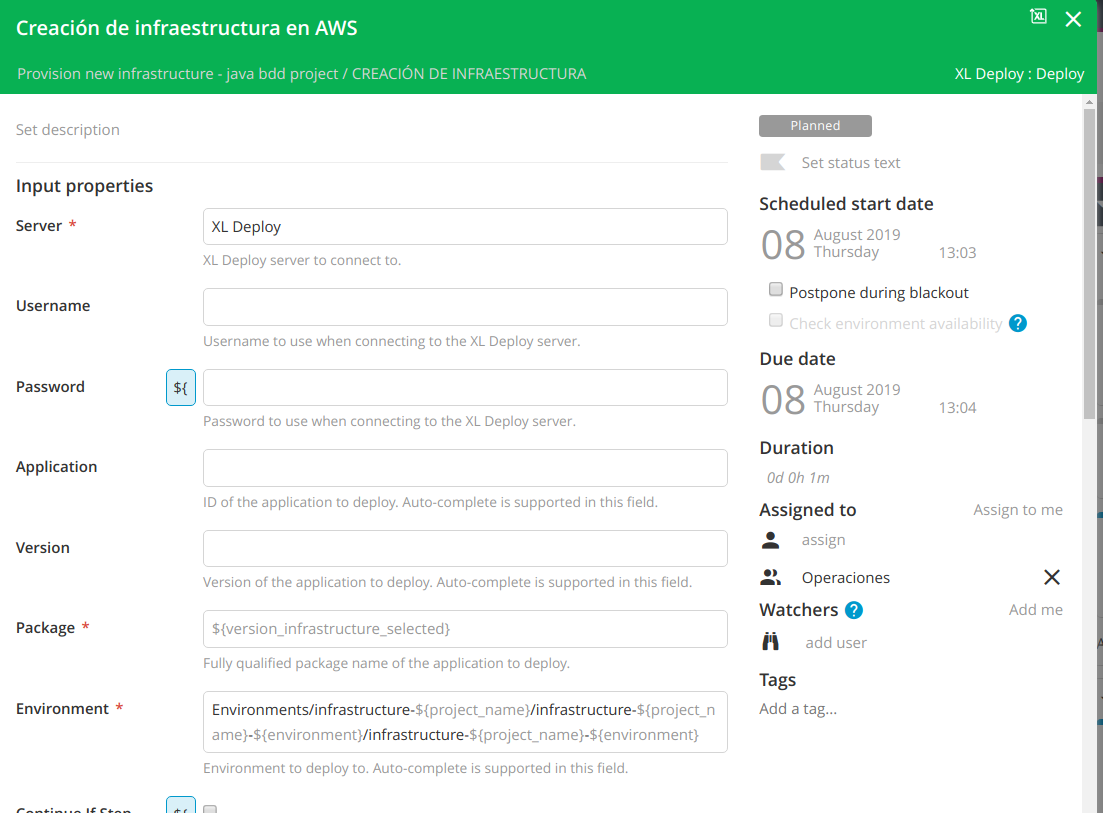 Creación de infraestructura en AWS
XL
Provision new infrastructure - java bdd project / CREACIÓN DE INFRAESTRUCTURA
XL Deploy : Deploy
Set description
Input properties
Server *
XL Deploy
XL Deploy server to connect to.
Username
Username to use when connecting to the XL Deploy server.
Password
${
Password to use when connecting to the XL Deploy server.
Application
ID of the application to deploy. Auto-complete is supported in this field.
Version
Version of the application to deploy. Auto-complete is supported in this field.
Package *
${version_infrastructure_selected}
Fully qualified package name of the application to deploy.
Environment *
Environments/infrastructure-${project_name}/infrastructure-${project_n
ame}-${environment}/infrastructure-${project_name}-${environment}
Environment to deploy to. Auto-complete is supported in this field.
Continue If Step
${
Planned
Set status text
Scheduled start date
08
August 2019
Thursday
13:03
Postpone during blackout
Check environment availability ?
Due date
08
August 2019
Thursday
13:04
Duration
0d 0h 1m
Assigned to
Assign to me
assign
Operaciones
Watchers ?
Add me
add user
Tags
Add a tag...